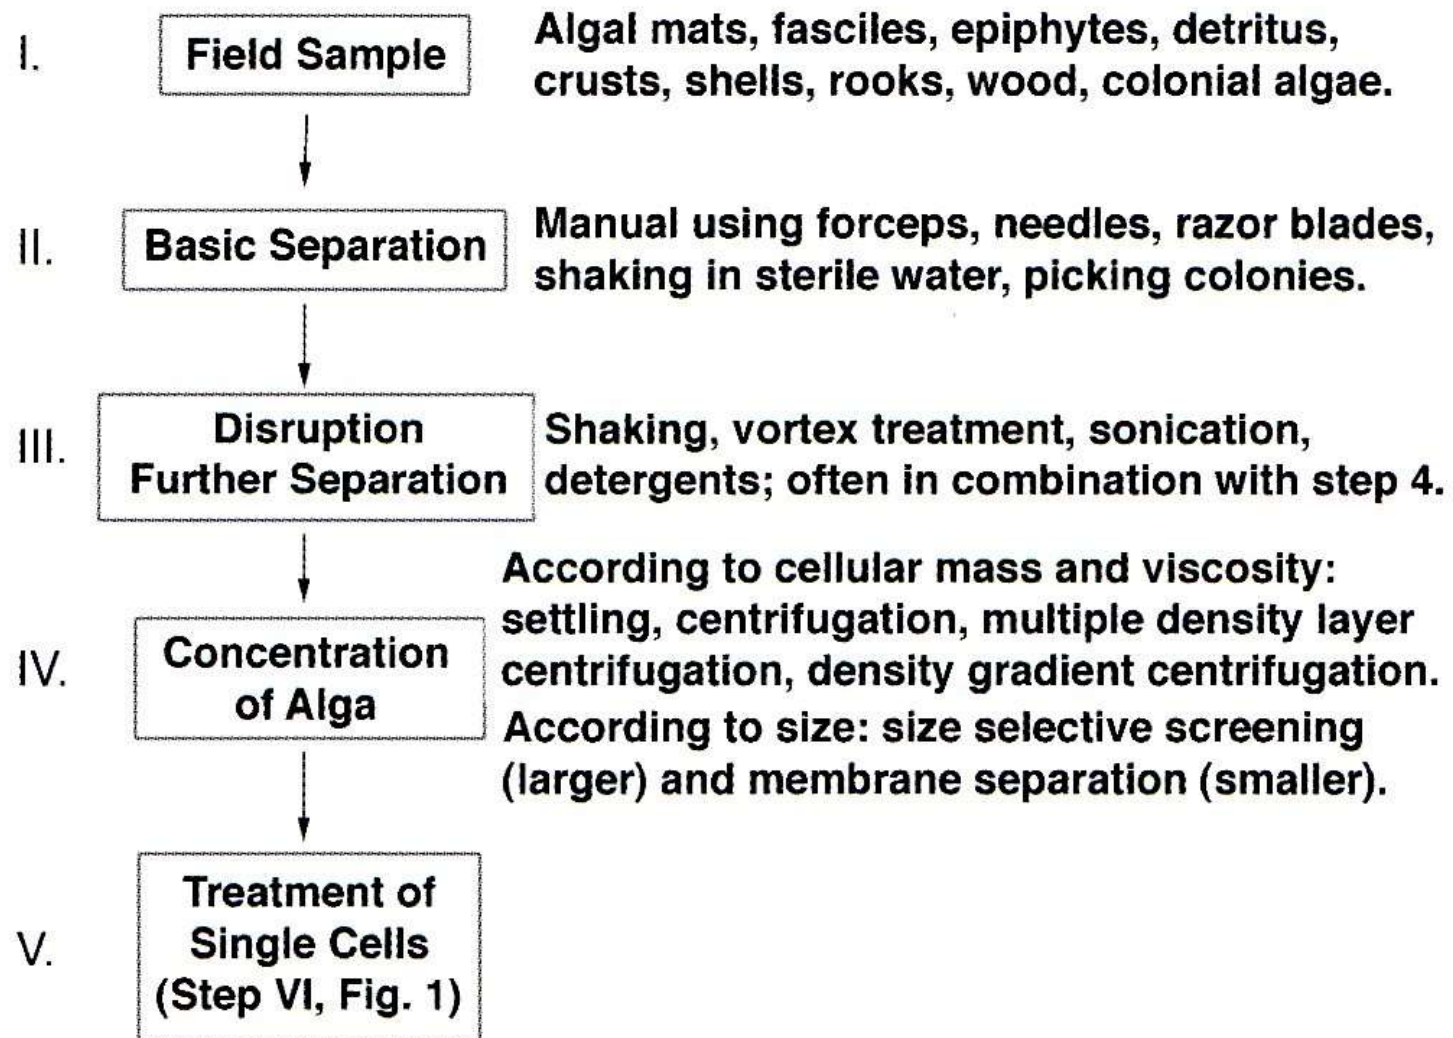 I.
Field Sample
Algal mats, fasciles, epiphytes, detritus,
crusts, shells, rooks, wood, colonial algae.
II.
Basic Separation
Manual using forceps, needles, razor blades,
shaking in sterile water, picking colonies.
III.
Disruption
Further Separation
Shaking, vortex treatment, sonication,
detergents; often in combination with step 4.
IV.
Concentration
of Alga
According to cellular mass and viscosity:
settling, centrifugation, multiple density layer
centrifugation, density gradient centrifugation.
According to size: size selective screening
(larger) and membrane separation (smaller).
V.
Treatment of
Single Cells
(Step VI, Fig. 1)